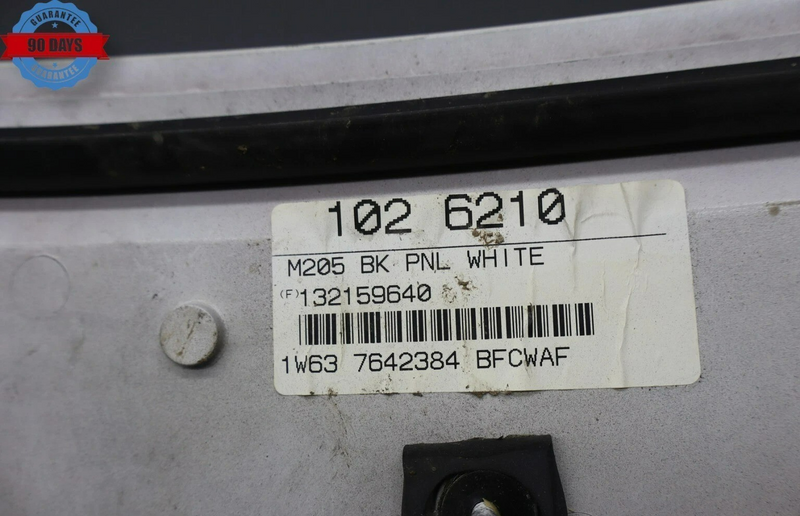 GUARANTEE
90 DAYS
GUARANTEE
102 6210
M205 BK PNL WHITE
(F)132159640
1W63 7642384 BFCWAF